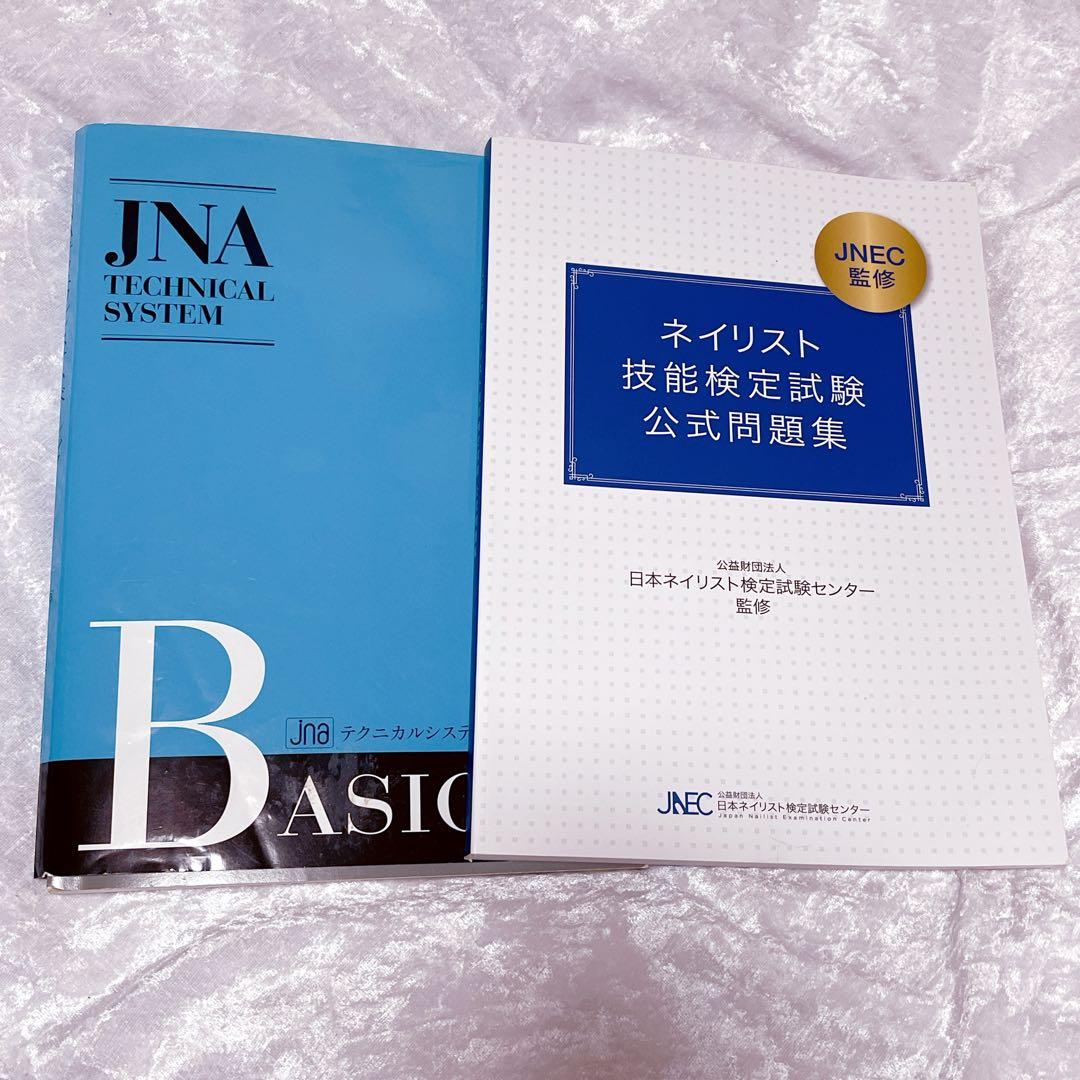 JNA
TECHNICAL
SYSTEM
jna テクニカルシステ
BASIC
JNEC
監修
ネイリスト
技能検定試験
公式問題集
公益財団法人
日本ネイリスト検定試験センター
監修
JNEC 公益財団法人
日本ネイリスト検定試験センター
Japan Nailist Examination Center